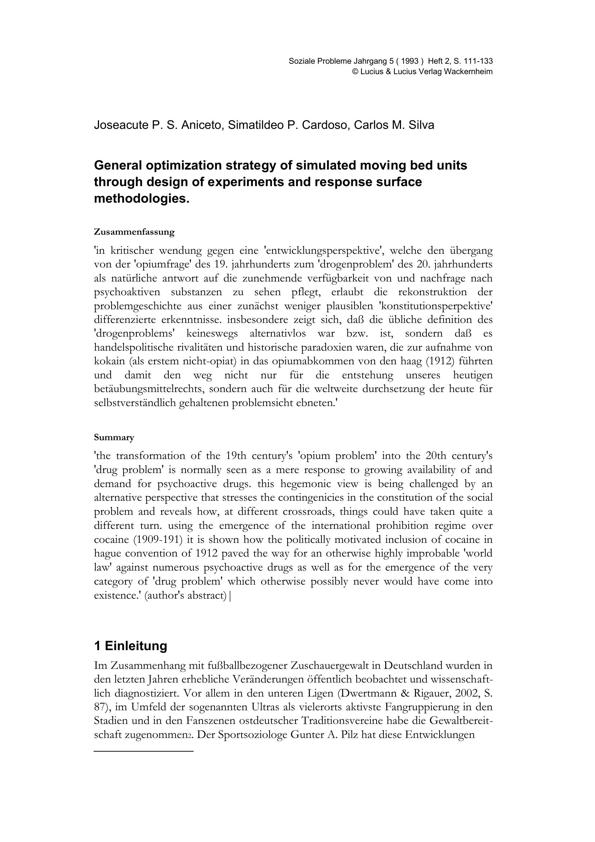 Soziale Probleme Jahrgang 5 ( 1993 ) Heft 2, S. 111-133
© Lucius & Lucius Verlag Wackernheim
Joseacute P. S. Aniceto, Simatildeo P. Cardoso, Carlos M. Silva
General optimization strategy of simulated moving bed units
through design of experiments and response surface
methodologies.
Zusammenfassung
'in kritischer wendung gegen eine 'entwicklungsperspektive', welche den übergang
von der 'opiumfrage' des 19. jahrhunderts zum 'drogenproblem' des 20. jahrhunderts
als natürliche antwort auf die zunehmende verfügbarkeit von und nachfrage nach
psychoaktiven substanzen zu sehen pflegt, erlaubt die rekonstruktion der
problemgeschichte aus einer zunächst weniger plausiblen 'konstitutionsperpektive'
differenzierte erkenntnisse. insbesondere zeigt sich, daß die übliche definition des
'drogenproblems' keineswegs alternativlos war bzw. ist, sondern daß es
handelspolitische rivalitäten und historische paradoxien waren, die zur aufnahme von
kokain (als erstem nicht-opiat) in das opiumabkommen von den haag (1912) führten
und damit den weg nicht nur für die entstehung unseres heutigen
betäubungsmittelrechts, sondern auch für die weltweite durchsetzung der heute für
selbstverständlich gehaltenen problemsicht ebneten.'
Summary
'the transformation of the 19th century's 'opium problem' into the 20th century's
'drug problem' is normally seen as a mere response to growing availability of and
demand for psychoactive drugs. this hegemonic view is being challenged by an
alternative perspective that stresses the contingenicies in the constitution of the social
problem and reveals how, at different crossroads, things could have taken quite a
different turn. using the emergence of the international prohibition regime over
cocaine (1909-191) it is shown how the politically motivated inclusion of cocaine in
hague convention of 1912 paved the way for an otherwise highly improbable 'world
law' against numerous psychoactive drugs as well as for the emergence of the very
category of 'drug problem' which otherwise possibly never would have come into
existence.' (author's abstract)|
1 Einleitung
Im Zusammenhang mit fußballbezogener Zuschauergewalt in Deutschland wurden in
den letzten Jahren erhebliche Veränderungen öffentlich beobachtet und wissenschaft-
lich diagnostiziert. Vor allem in den unteren Ligen (Dwertmann & Rigauer, 2002, S.
87), im Umfeld der sogenannten Ultras als vielerorts aktivste Fangruppierung in den
Stadien und in den Fanszenen ostdeutscher Traditionsvereine habe die Gewaltbereit-
schaft zugenommen2. Der Sportsoziologe Gunter A. Pilz hat diese Entwicklungen